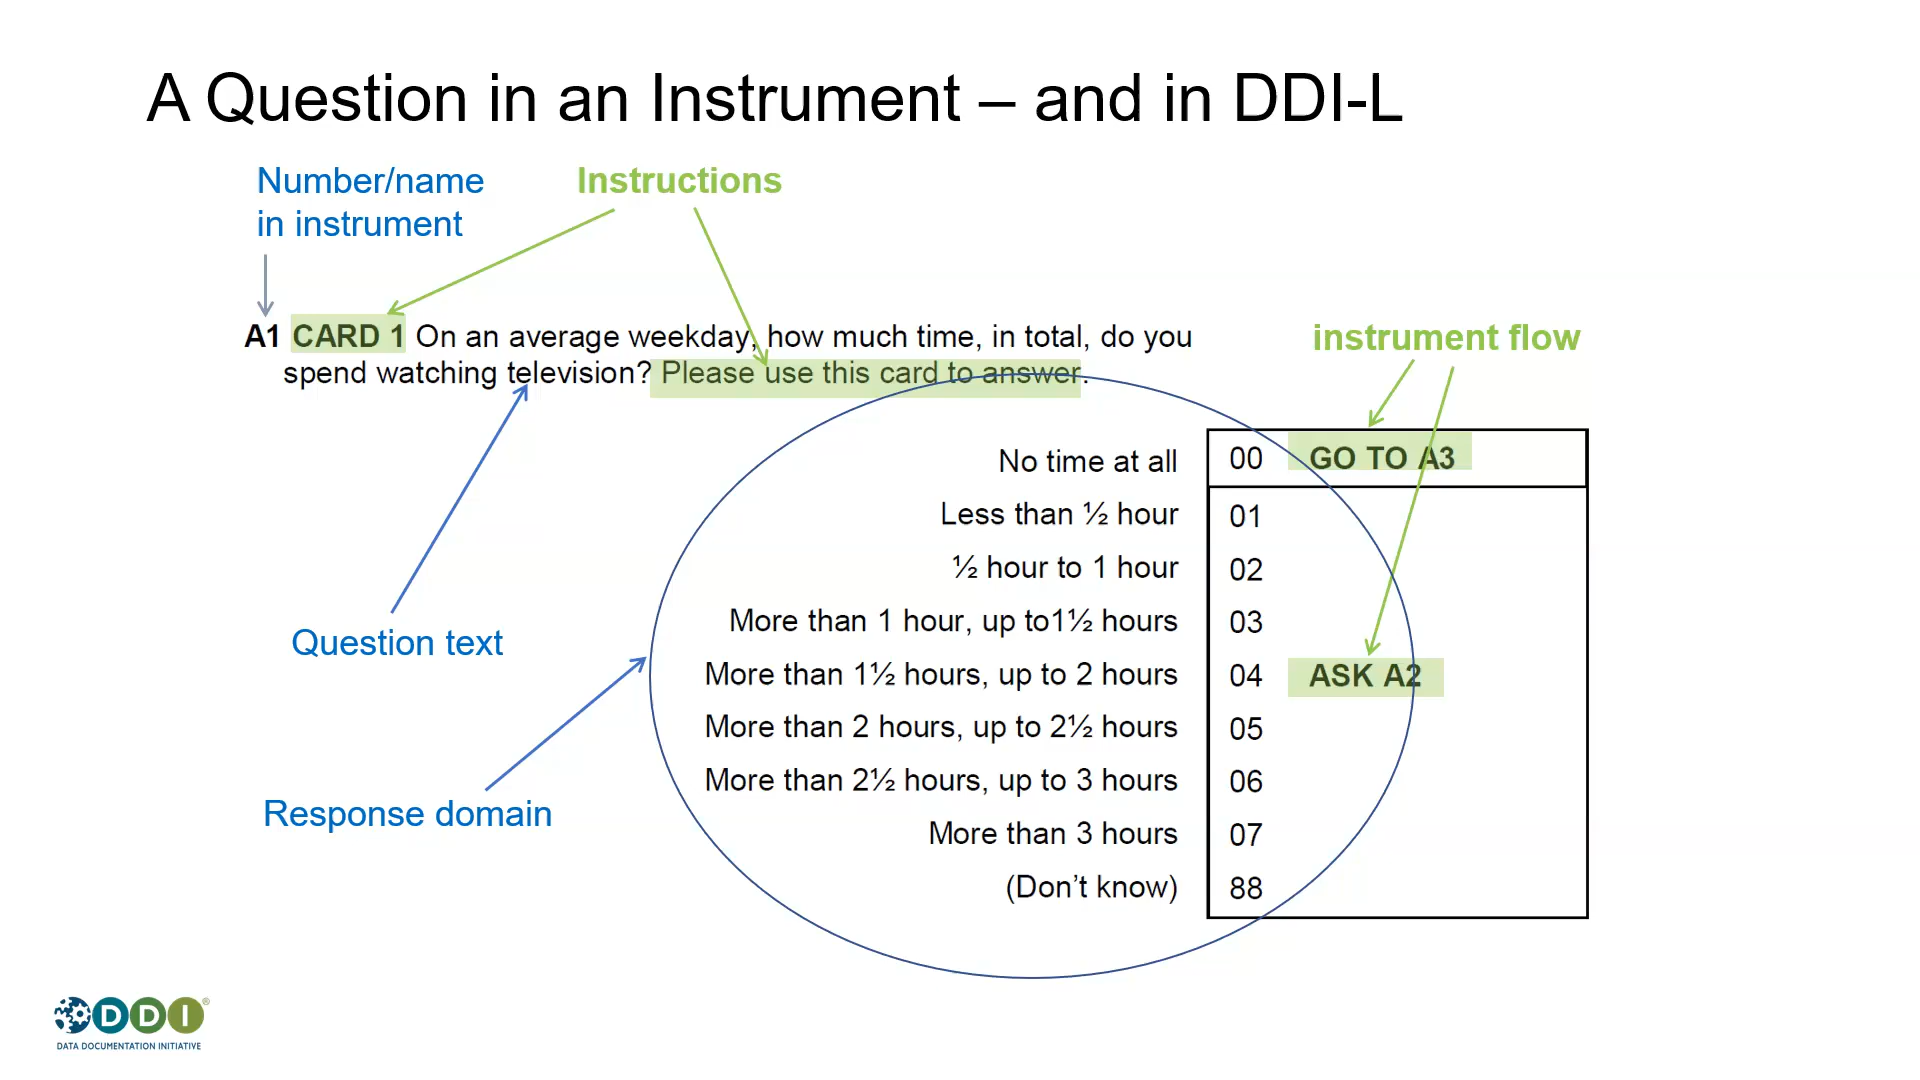 A Question in an Instrument – and in DDI-L
Number/name
in instrument
Instructions
A1 CARD 1 On an average weekday, how much time, in total, do you
spend watching television? Please use this card to answer.
instrument flow
No time at all 00 GO TO A3
Less than ½ hour 01
½ hour to 1 hour 02
More than 1 hour, up to1½ hours 03
More than 1½ hours, up to 2 hours 04 ASK A2
More than 2 hours, up to 2½ hours 05
More than 2½ hours, up to 3 hours 06
More than 3 hours 07
(Don’t know) 88
Question text
Response domain
DDI®
DATA DOCUMENTATION INITIATIVE